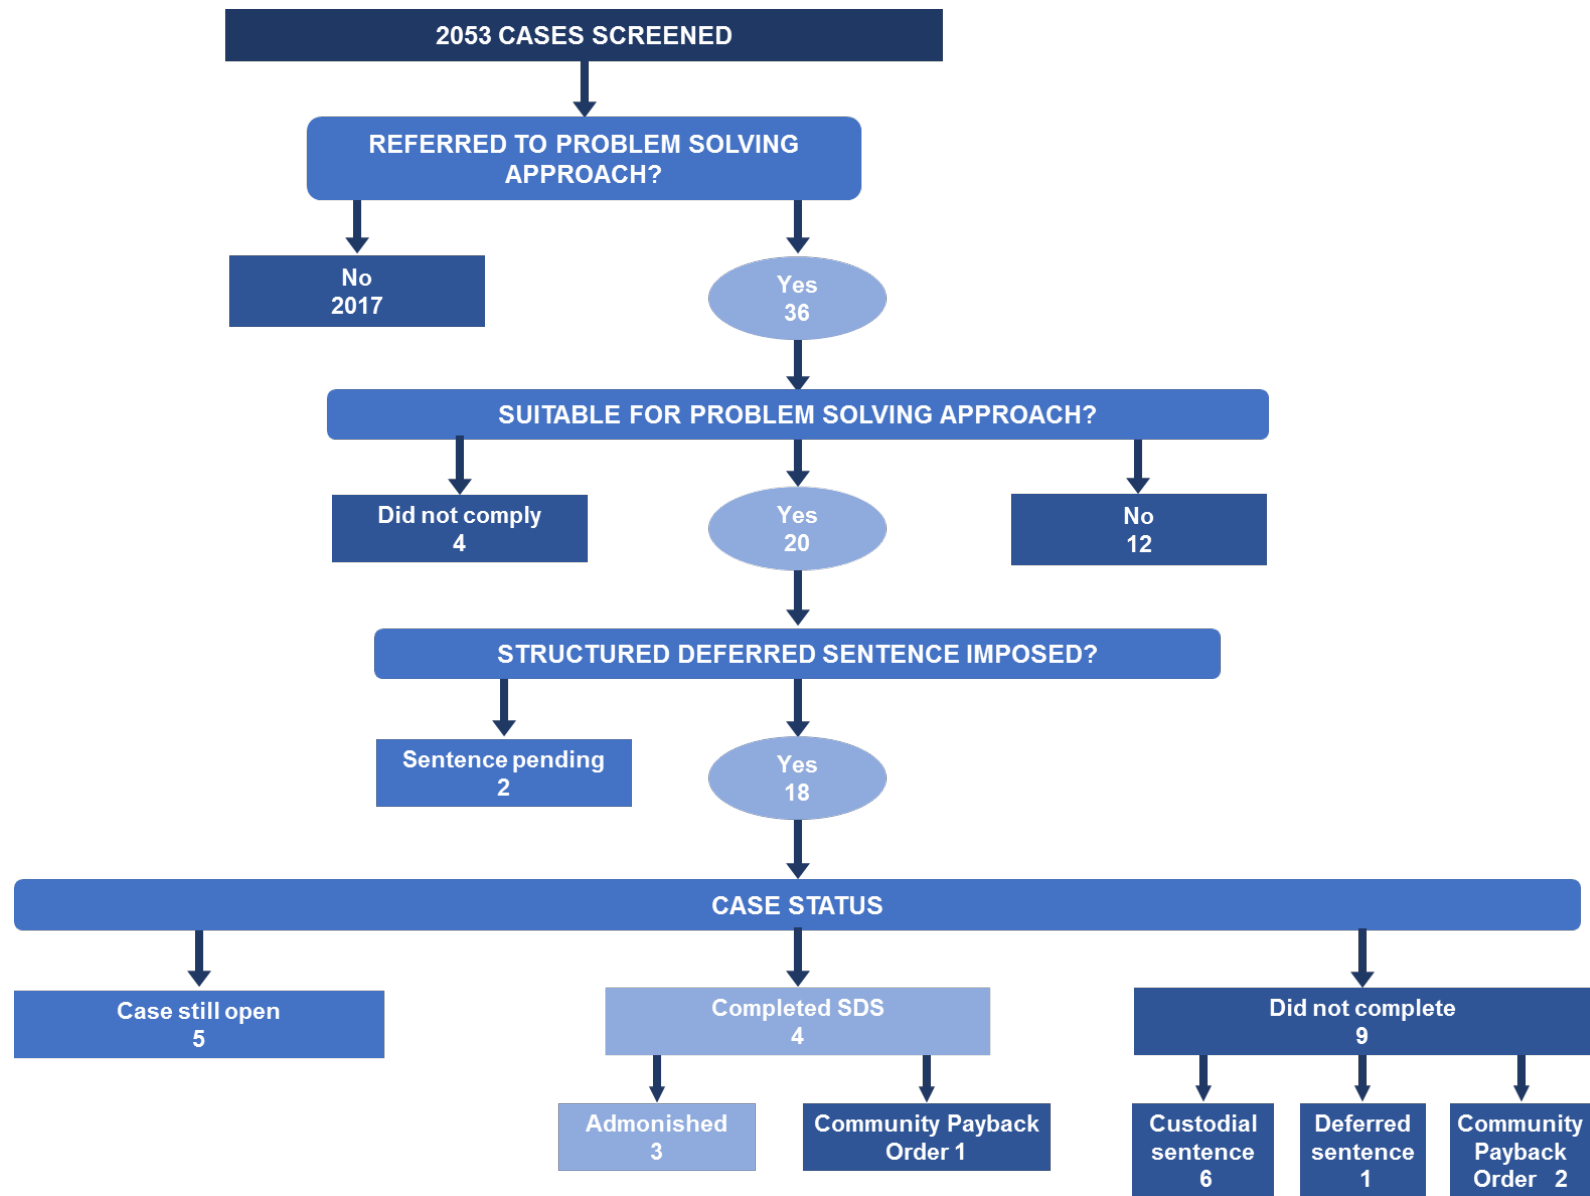 2053 CASES SCREENED
REFERRED TO PROBLEM SOLVING
APPROACH?
No
2017
Yes
36
SUITABLE FOR PROBLEM SOLVING APPROACH?
Did not comply
4
Yes
20
No
12
STRUCTURED DEFERRED SENTENCE IMPOSED?
Sentence pending
2
Yes
18
CASE STATUS
Case still open
5
Completed SDS
4
Did not complete
9
Admonished
3
Community Payback
Order 1
Custodial
sentence
6
Deferred
sentence
1
Community
Payback
Order 2